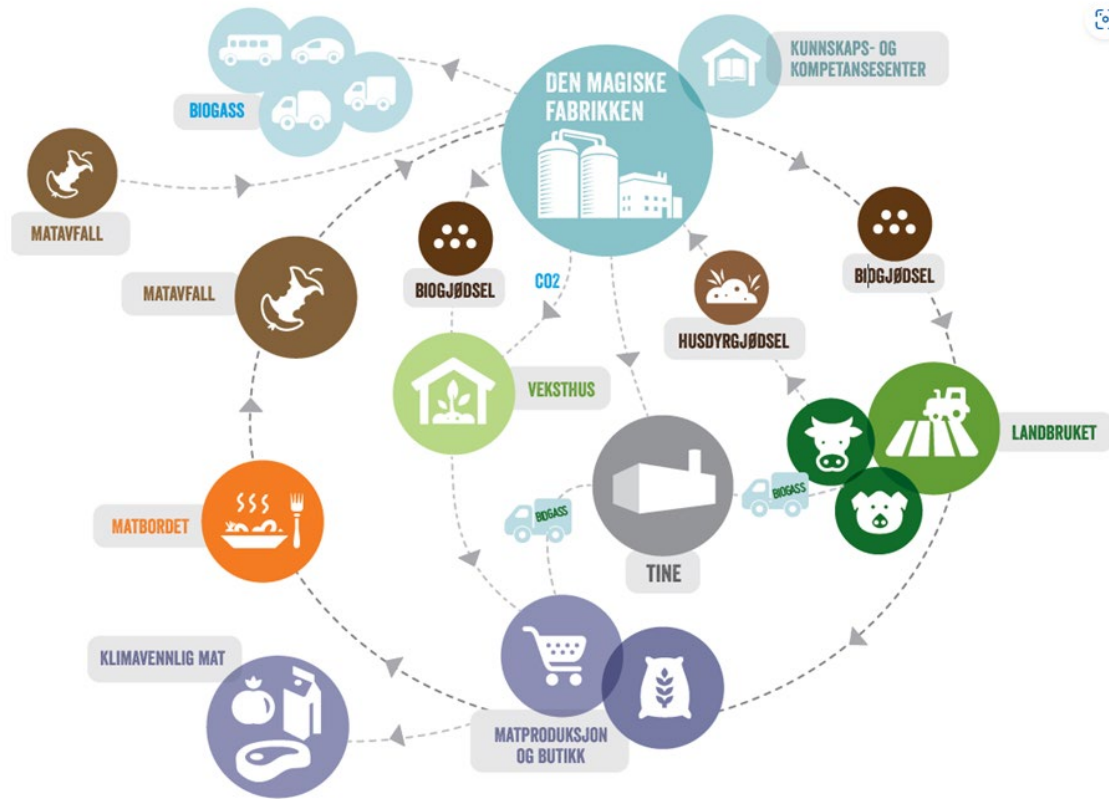 KUNNSKAPS- OG
KOMPETANSESENTER
DEN MAGISKE
FABRIKKEN
BIOGASS
MATAVFALL
MATAVFALL
BIOGJØDSEL
CO2
BIOGJØDSEL
HUSDYRGJØDSEL
VEKSTHUS
LANDBRUKET
BIOGASS
BIOGASS
MATBORDET
TINE
KLIMAVENNLIG MAT
MATPRODUKSJON
OG BUTIKK